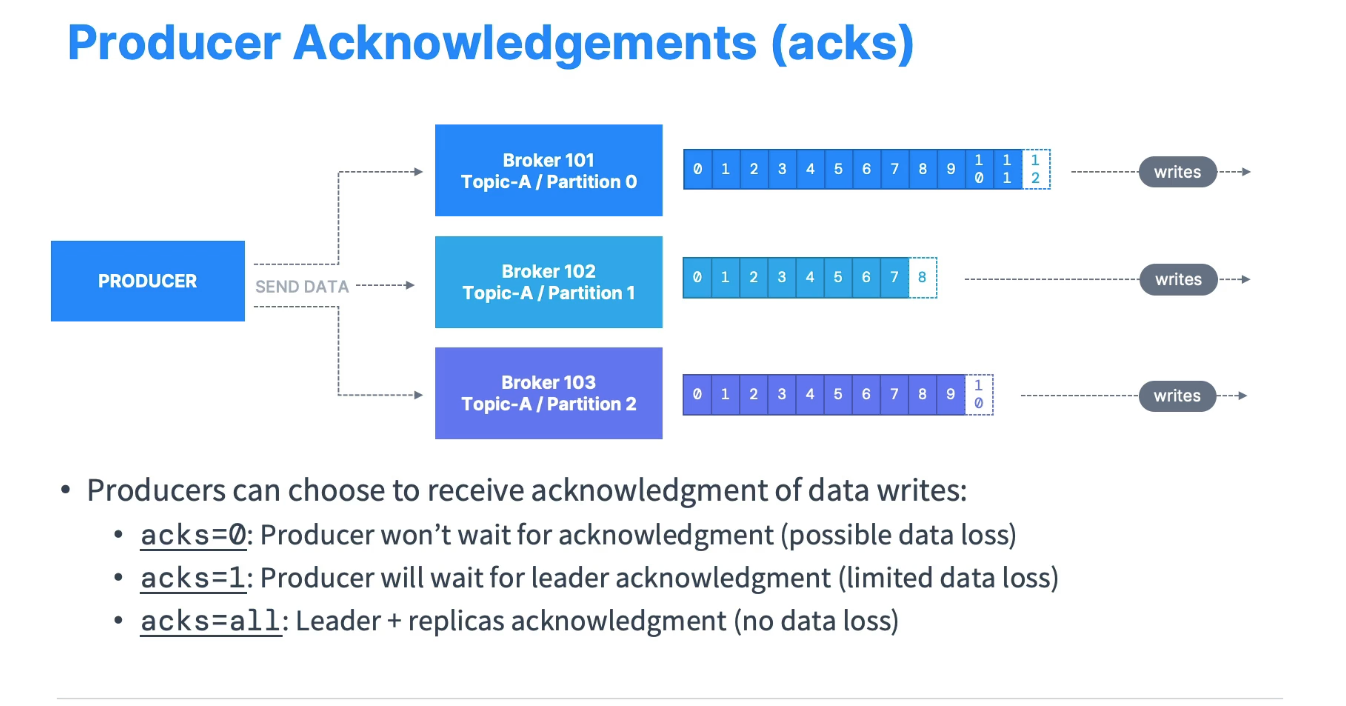 Producer Acknowledgements (acks)
Broker 101
Topic-A / Partition 0
0 1 2 3 4 5 6 7 8 9 10 11 12
writes
PRODUCER
SEND DATA
Broker 102
Topic-A / Partition 1
0 1 2 3 4 5 6 7 8
writes
Broker 103
Topic-A / Partition 2
0 1 2 3 4 5 6 7 8 9 10
writes
• Producers can choose to receive acknowledgment of data writes:
• acks=0: Producer won’t wait for acknowledgment (possible data loss)
• acks=1: Producer will wait for leader acknowledgment (limited data loss)
• acks=all: Leader + replicas acknowledgment (no data loss)